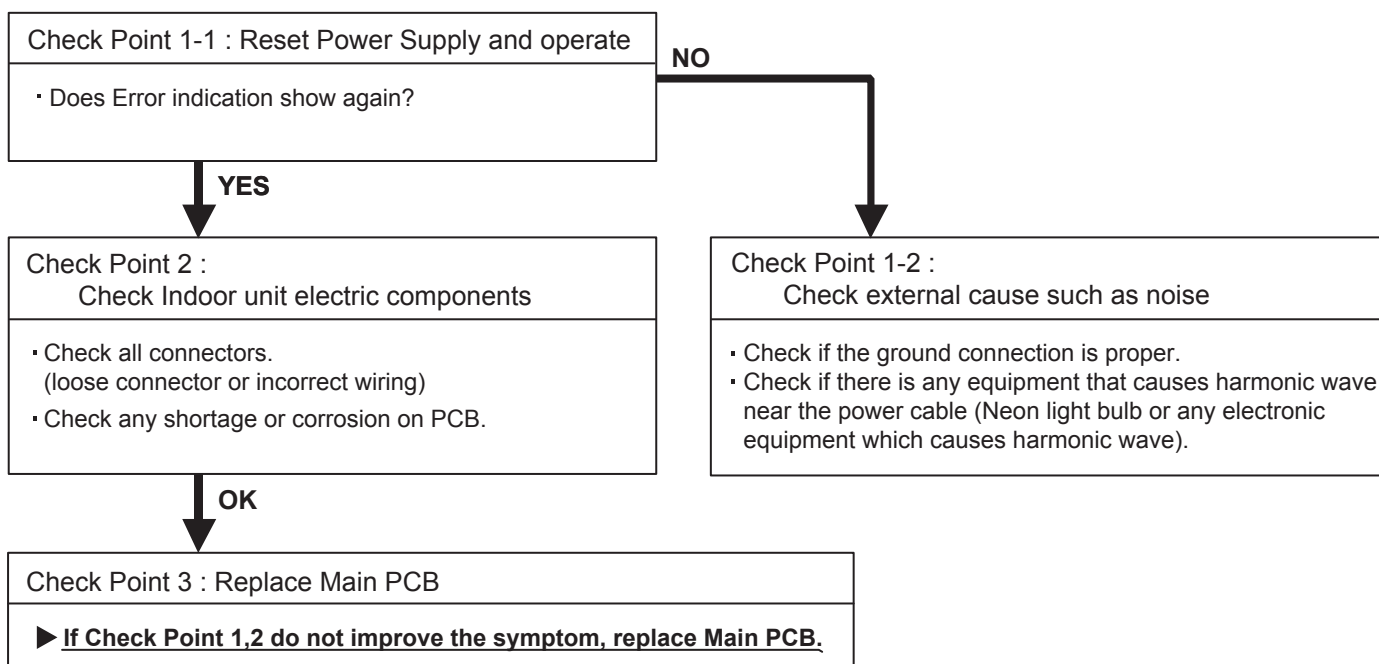 Check Point 1-1 : Reset Power Supply and operate
▪ Does Error indication show again?
NO
YES
Check Point 2 :
Check Indoor unit electric components
▪ Check all connectors.
(loose connector or incorrect wiring)
▪ Check any shortage or corrosion on PCB.
Check Point 1-2 :
Check external cause such as noise
▪ Check if the ground connection is proper.
▪ Check if there is any equipment that causes harmonic wave
near the power cable (Neon light bulb or any electronic
equipment which causes harmonic wave).
OK
Check Point 3 : Replace Main PCB
▶ If Check Point 1,2 do not improve the symptom, replace Main PCB.